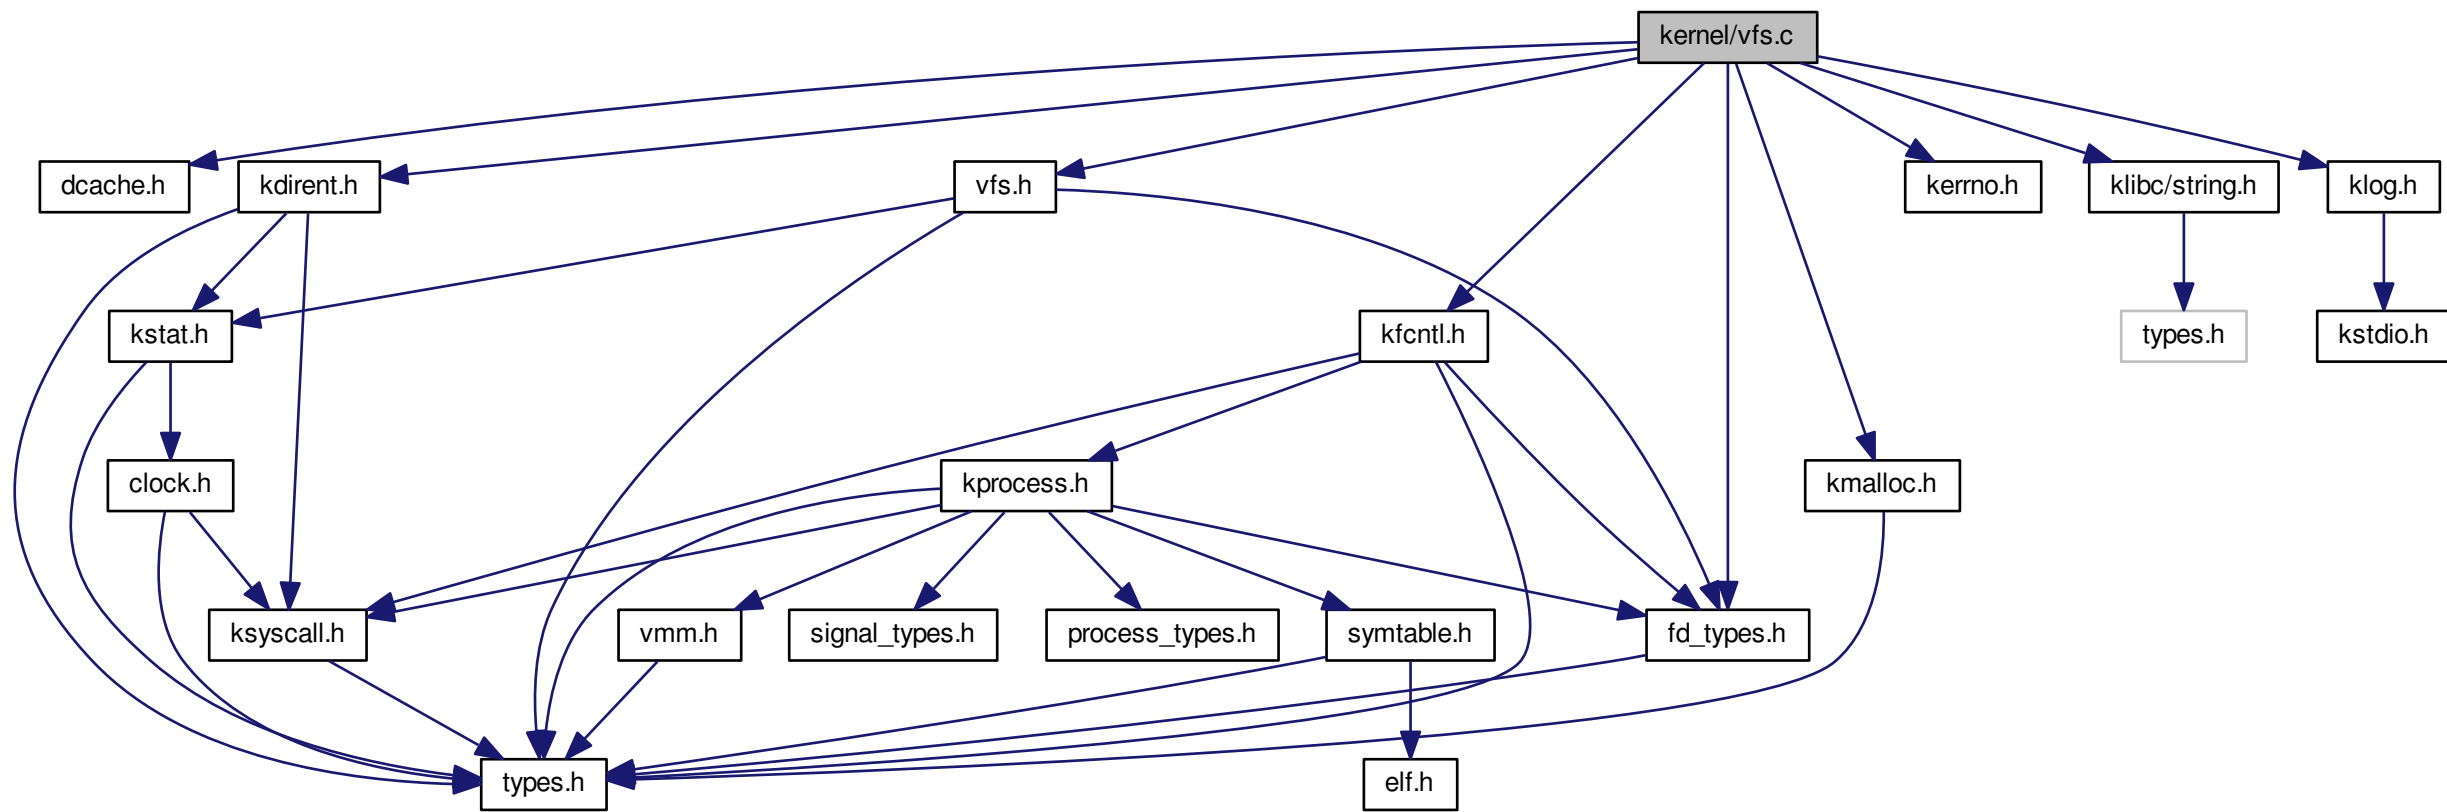 kernel/vfs.c
dcache.h
kdirent.h
vfs.h
kerrno.h
klibc/string.h
klog.h
kstat.h
kfcntl.h
types.h
kstdio.h
clock.h
kprocess.h
kmalloc.h
ksyscall.h
vmm.h
signal_types.h
process_types.h
symtable.h
fd_types.h
types.h
elf.h